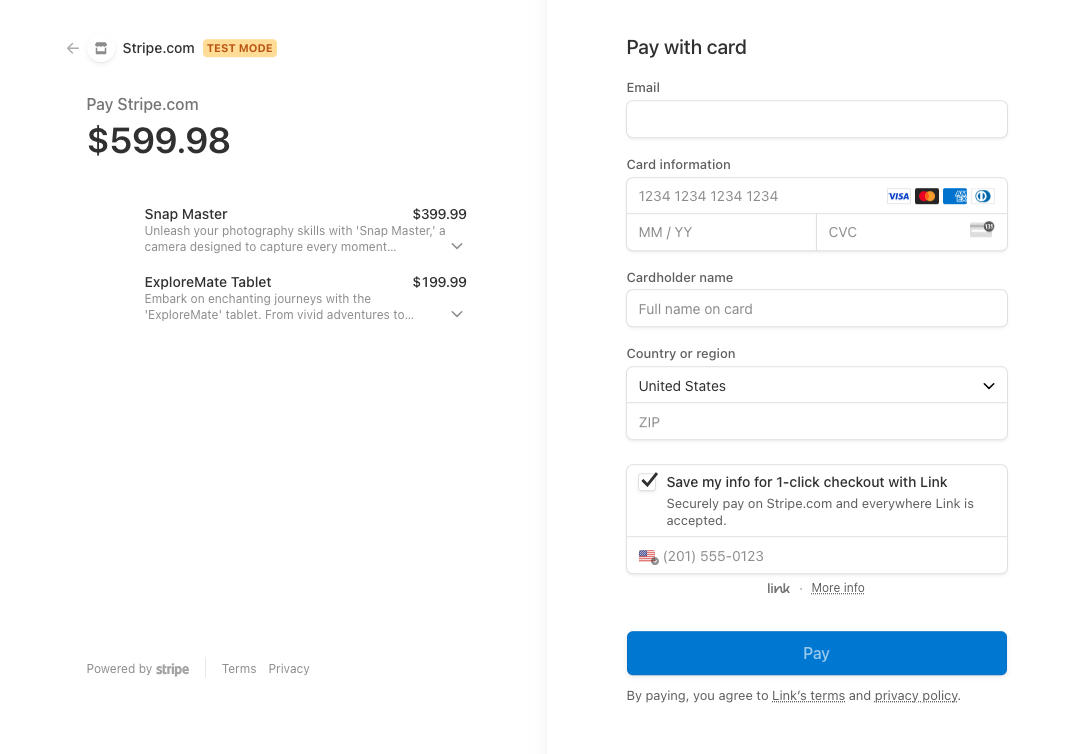 Stripe.com TEST MODE
Pay Stripe.com
$599.98
Snap Master $399.99
Unleash your photography skills with 'Snap Master,' a
camera designed to capture every moment...
ExploreMate Tablet $199.99
Embark on enchanting journeys with the
'ExploreMate' tablet. From vivid adventures to...
Powered by stripe Terms Privacy
Pay with card
Email
Card information
1234 1234 1234 1234 VISA
MM / YY CVC
Cardholder name
Full name on card
Country or region
United States
ZIP
Save my info for 1-click checkout with Link
Securely pay on Stripe.com and everywhere Link is
accepted.
(201) 555-0123
link · More info
Pay
By paying, you agree to Link's terms and privacy policy.